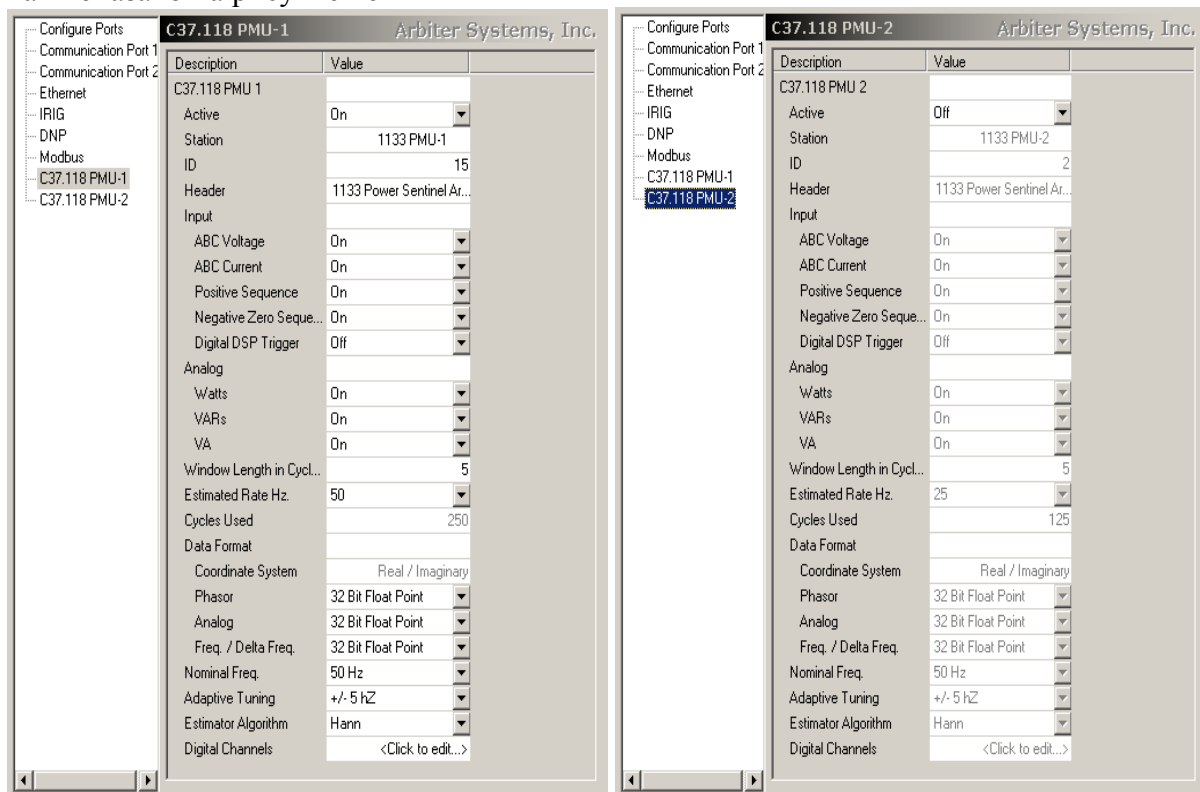 Configure Ports
Communication Port 1
Communication Port 2
Ethernet
IRIG
DNP
Modbus
C37.118 PMU-1
C37.118 PMU-2
C37.118 PMU-1 Arbiter Systems, Inc.
Description Value
C37.118 PMU 1
Active On
Station 1133 PMU-1
ID 15
Header 1133 Power Sentinel Ar...
Input
ABC Voltage On
ABC Current On
Positive Sequence On
Negative Zero Seque... On
Digital DSP Trigger Off
Analog
Watts On
VARs On
VA On
Window Length in Cycl... 5
Estimated Rate Hz. 50
Cycles Used 250
Data Format
Coordinate System Real / Imaginary
Phasor 32 Bit Float Point
Analog 32 Bit Float Point
Freq. / Delta Freq. 32 Bit Float Point
Nominal Freq. 50 Hz
Adaptive Tuning +/- 5 hZ
Estimator Algorithm Hann
Digital Channels <Click to edit...>
Configure Ports
Communication Port 1
Communication Port 2
Ethernet
IRIG
DNP
Modbus
C37.118 PMU-1
C37.118 PMU-2
C37.118 PMU-2 Arbiter Systems, Inc.
Description Value
C37.118 PMU 2
Active Off
Station 1133 PMU-2
ID 2
Header 1133 Power Sentinel Ar...
Input
ABC Voltage On
ABC Current On
Positive Sequence On
Negative Zero Seque... On
Digital DSP Trigger Off
Analog
Watts On
VARs On
VA On
Window Length in Cycl... 5
Estimated Rate Hz. 25
Cycles Used 125
Data Format
Coordinate System Real / Imaginary
Phasor 32 Bit Float Point
Analog 32 Bit Float Point
Freq. / Delta Freq. 32 Bit Float Point
Nominal Freq. 50 Hz
Adaptive Tuning +/- 5 hZ
Estimator Algorithm Hann
Digital Channels <Click to edit...>